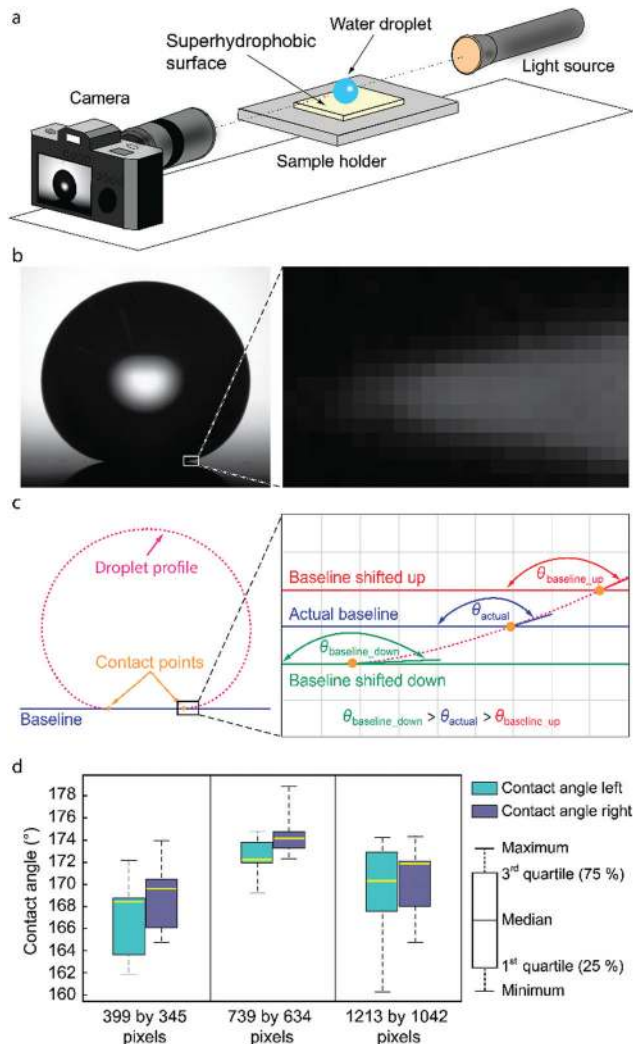 a
Water droplet
Superhydrophobic
surface
Light source
Camera
Sample holder
b
c
Droplet profile
Contact points
Baseline
Baseline shifted up
θbaseline_up
Actual baseline
θactual
θbaseline_down
Baseline shifted down
θbaseline_down > θactual > θbaseline_up
d
Contact angle (°)
178
176
174
172
170
168
166
164
162
160
399 by 345
pixels
739 by 634
pixels
1213 by 1042
pixels
Contact angle left
Contact angle right
Maximum
3rd quartile (75 %)
Median
1st quartile (25 %)
Minimum